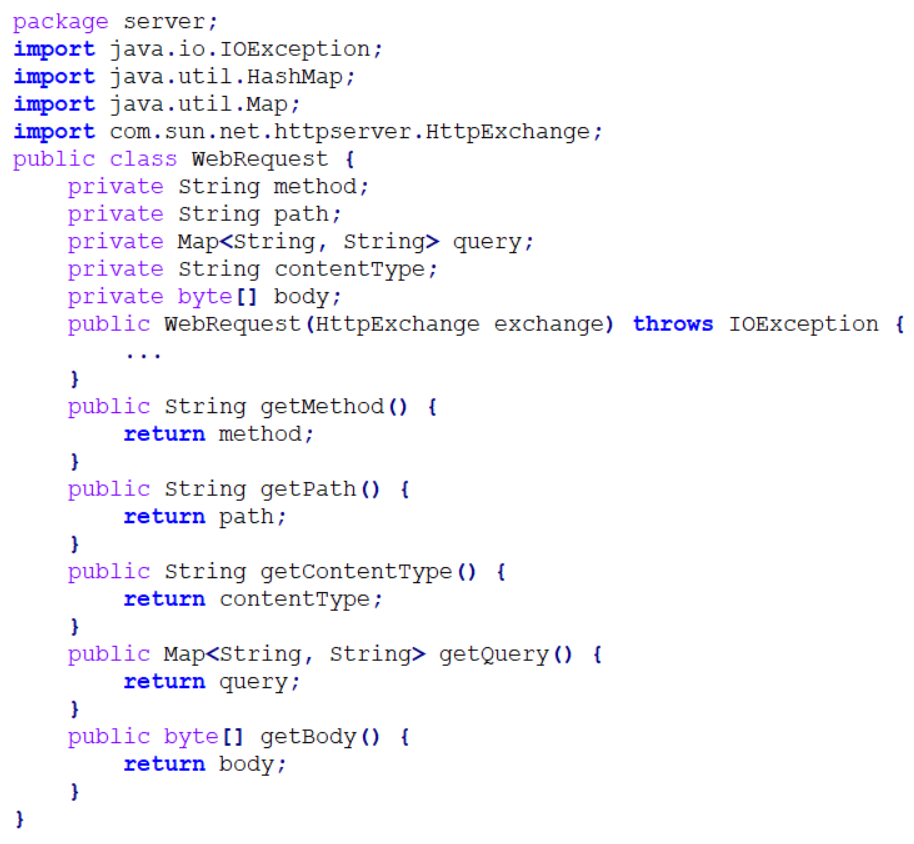 package server;
import java.io.IOException;
import java.util.HashMap;
import java.util.Map;
import com.sun.net.httpserver.HttpExchange;
public class WebRequest {
    private String method;
    private String path;
    private Map<String, String> query;
    private String contentType;
    private byte[] body;
    public WebRequest(HttpExchange exchange) throws IOException {
        ...
    }
    public String getMethod() {
        return method;
    }
    public String getPath() {
        return path;
    }
    public String getContentType() {
        return contentType;
    }
    public Map<String, String> getQuery() {
        return query;
    }
    public byte[] getBody() {
        return body;
    }
}